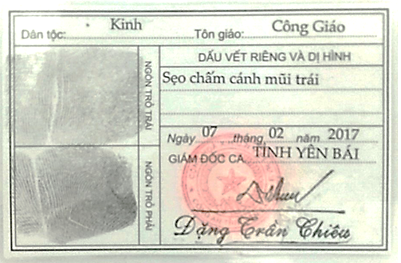 Dân tộc: Kinh Tôn giáo: Công Giáo
DẤU VẾT RIÊNG VÀ DỊ HÌNH
Sẹo chấm cánh mũi trái
NGÓN TRỎ TRÁI
Ngày 07 tháng 02 năm 2017
GIÁM ĐỐC CA TỈNH YÊN BÁI
NGÓN TRỎ PHẢI
Đặng Trần Chiêu